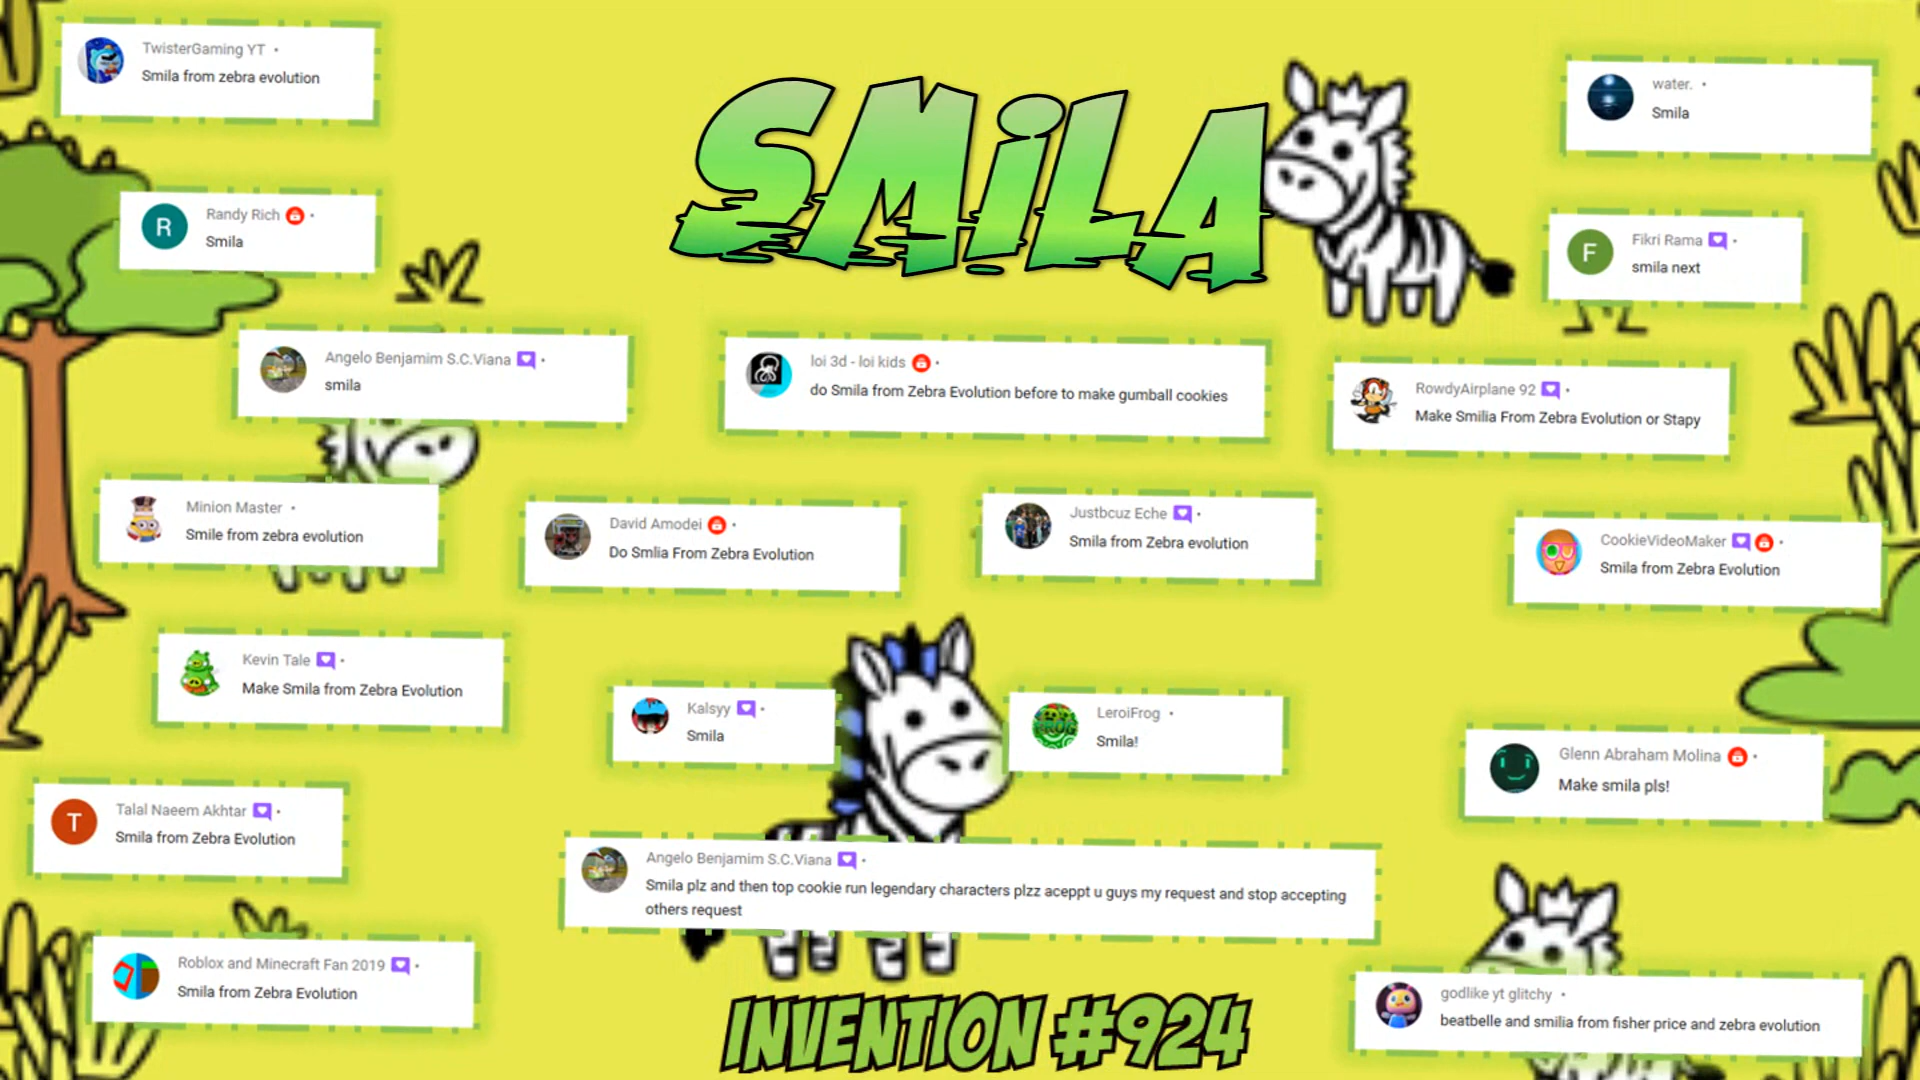 TwisterGaming YT •
Smila from zebra evolution
SMiLA
water. •
Smila
Randy Rich •
Smila
R
Fikri Rama •
smila next
F
Angelo Benjamim S.C.Viana •
smila
loi 3d - loi kids •
do Smila from Zebra Evolution before to make gumball cookies
RowdyAirplane 92 •
Make Smilia From Zebra Evolution or Stapy
Minion Master •
Smile from zebra evolution
David Amodei •
Do Smlia From Zebra Evolution
Justbcuz Eche •
Smila from Zebra evolution
CookieVideoMaker •
Smila from Zebra Evolution
Kevin Tale •
Make Smila from Zebra Evolution
Kalsyy •
Smila
LeroiFrog •
Smila!
FROG
Glenn Abraham Molina •
Make smila pls!
Talal Naeem Akhtar •
Smila from Zebra Evolution
T
Angelo Benjamim S.C.Viana •
Smila plz and then top cookie run legendary characters plzz aceppt u guys my request and stop accepting
others request
Roblox and Minecraft Fan 2019 •
Smila from Zebra Evolution
godlike yt glitchy •
beatbelle and smilia from fisher price and zebra evolution
INVENTION #924